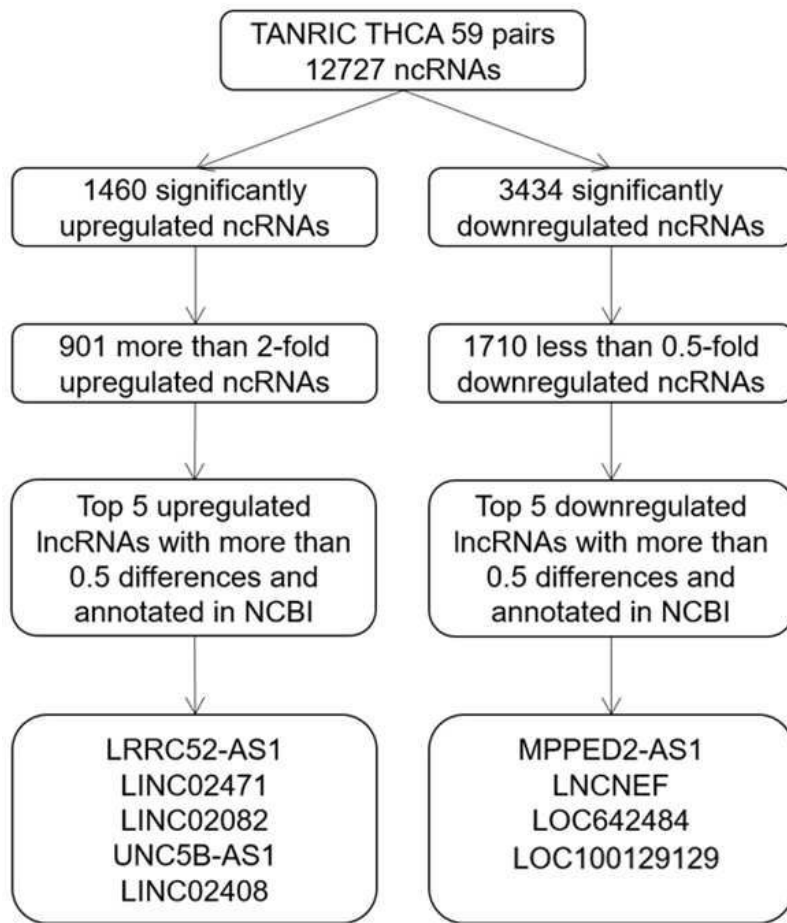 TANRIC THCA 59 pairs
12727 ncRNAs
1460 significantly
upregulated ncRNAs
3434 significantly
downregulated ncRNAs
901 more than 2-fold
upregulated ncRNAs
1710 less than 0.5-fold
downregulated ncRNAs
Top 5 upregulated
lncRNAs with more than
0.5 differences and
annotated in NCBI
Top 5 downregulated
lncRNAs with more than
0.5 differences and
annotated in NCBI
LRRC52-AS1
LINC02471
LINC02082
UNC5B-AS1
LINC02408
MPPED2-AS1
LNCNEF
LOC642484
LOC100129129